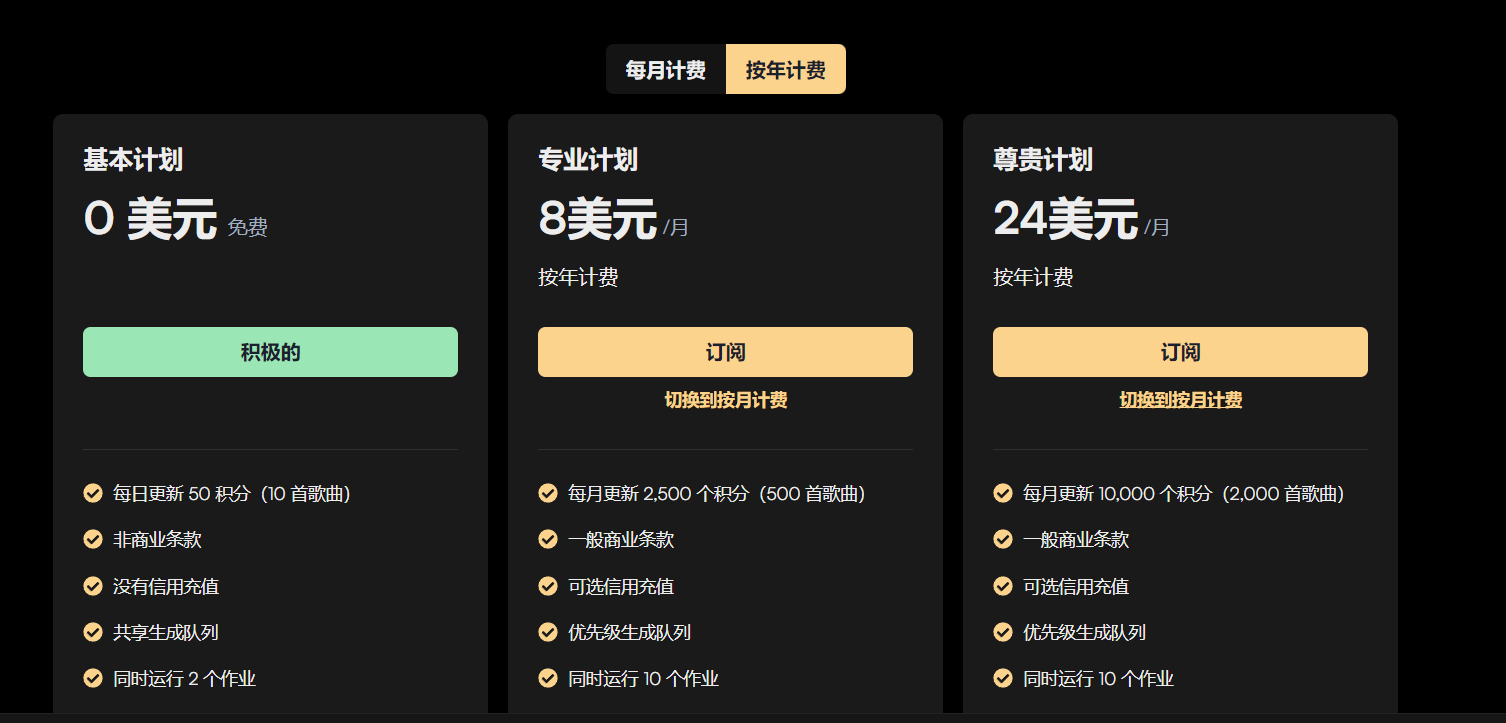 每月计费 按年计费
基本计划
0 美元 免费
积极的
每日更新 50 积分（10 首歌曲）
非商业条款
没有信用充值
共享生成队列
同时运行 2 个作业
专业计划
8美元 /月
按年计费
订阅
切换到按月计费
每月更新 2,500 个积分（500 首歌曲）
一般商业条款
可选信用充值
优先级生成队列
同时运行 10 个作业
尊贵计划
24美元 /月
按年计费
订阅
切换到按月计费
每月更新 10,000 个积分（2,000 首歌曲）
一般商业条款
可选信用充值
优先级生成队列
同时运行 10 个作业